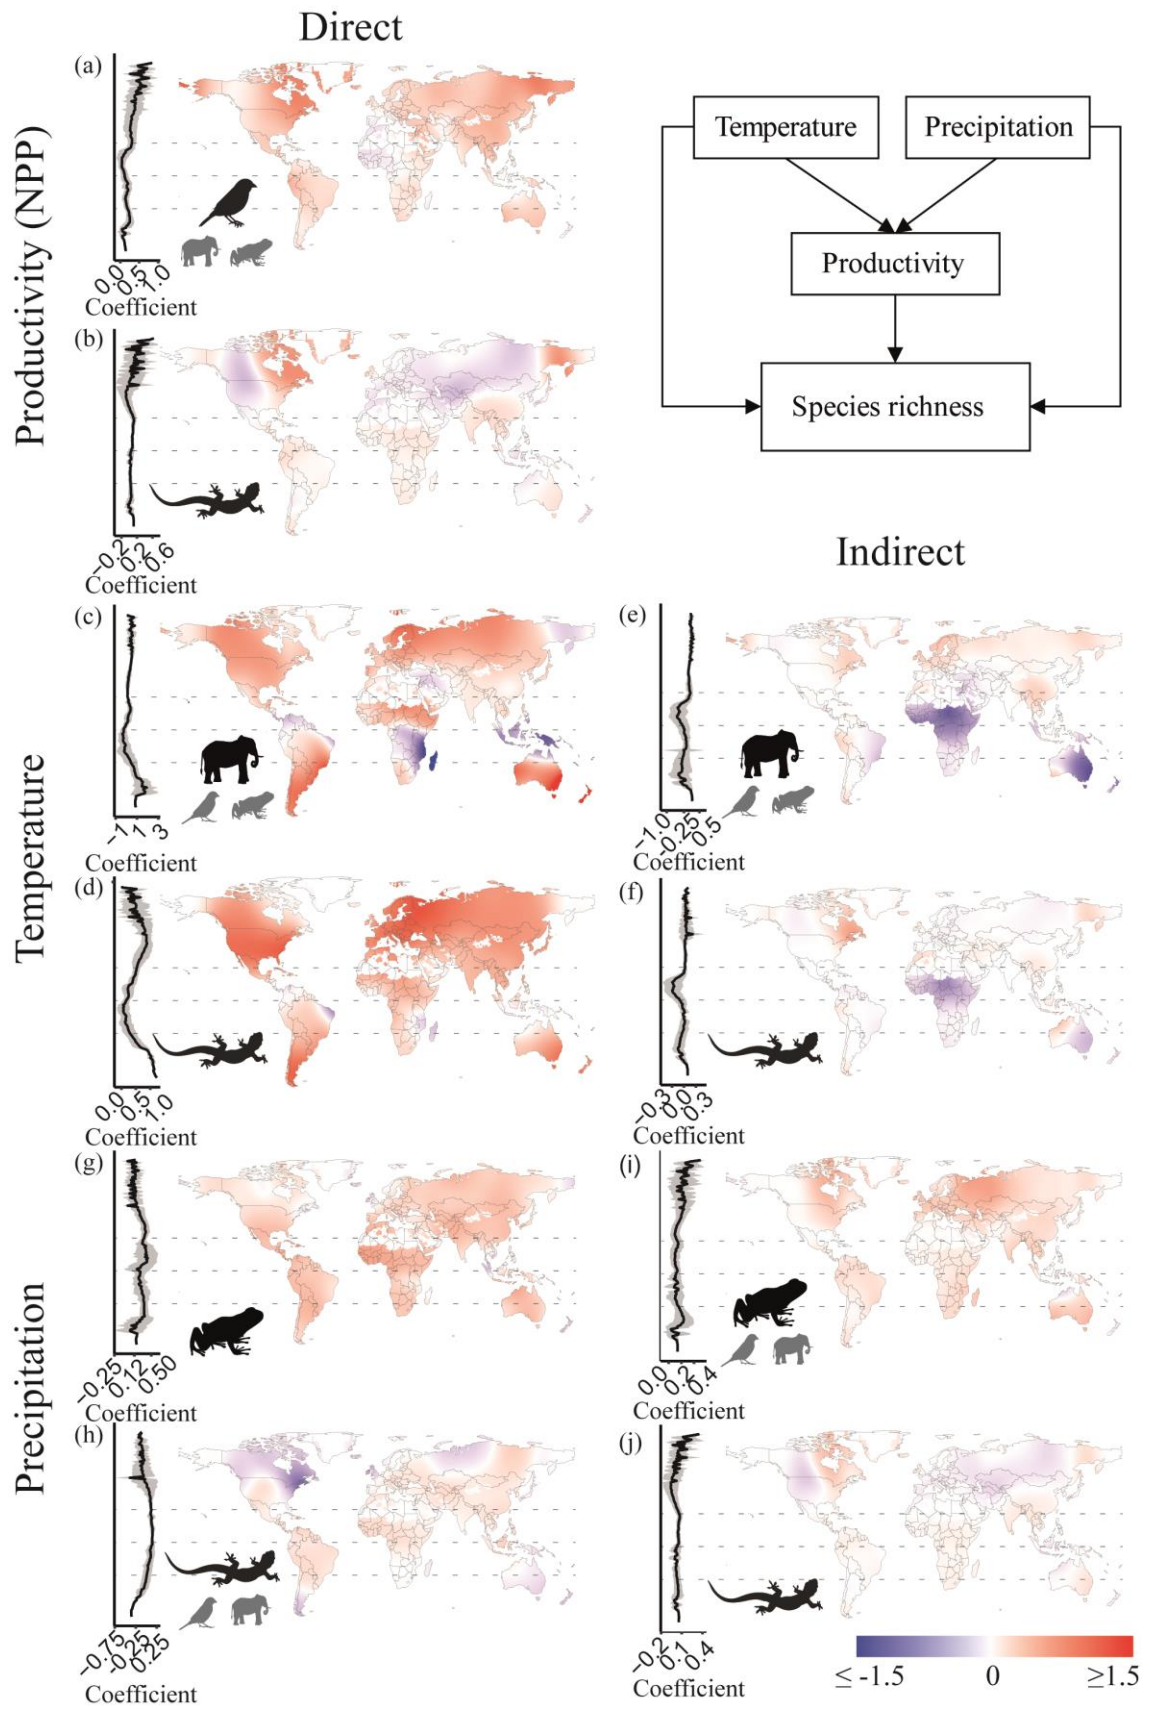 Direct
Productivity (NPP)
(a)
0.0
0.5
1.0
Coefficient
Temperature
Precipitation
Productivity
Species richness
(b)
−0.2
0.2
0.6
Coefficient
Indirect
Temperature
(c)
−1
1
3
Coefficient
(e)
−1.0
−0.25
0.5
Coefficient
(d)
0.0
0.5
1.0
Coefficient
(f)
−0.3
0.0
0.3
Coefficient
Precipitation
(g)
−0.25
0.12
0.50
Coefficient
(i)
0.0
0.2
0.4
Coefficient
(h)
−0.75
−0.25
0.25
Coefficient
(j)
−0.2
0.1
0.4
Coefficient
≤ -1.5 0 ≥1.5